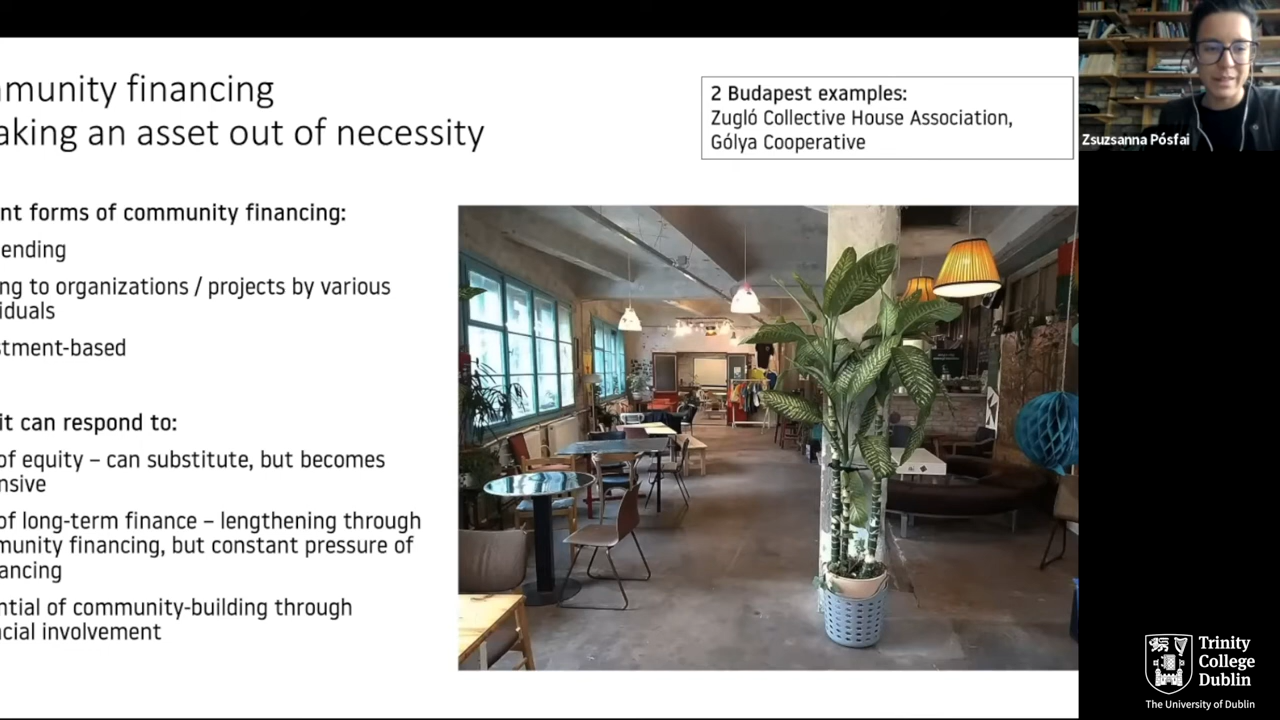 mmunity financing
aking an asset out of necessity
2 Budapest examples:
Zugló Collective House Association,
Gólya Cooperative
Zsuzsanna Pósfai
nt forms of community financing:
ending
ng to organizations / projects by various
iduals
stment-based
it can respond to:
of equity – can substitute, but becomes
nsive
of long-term finance – lengthening through
munity financing, but constant pressure of
ancing
ntial of community-building through
cial involvement
Trinity
College
Dublin
The University of Dublin